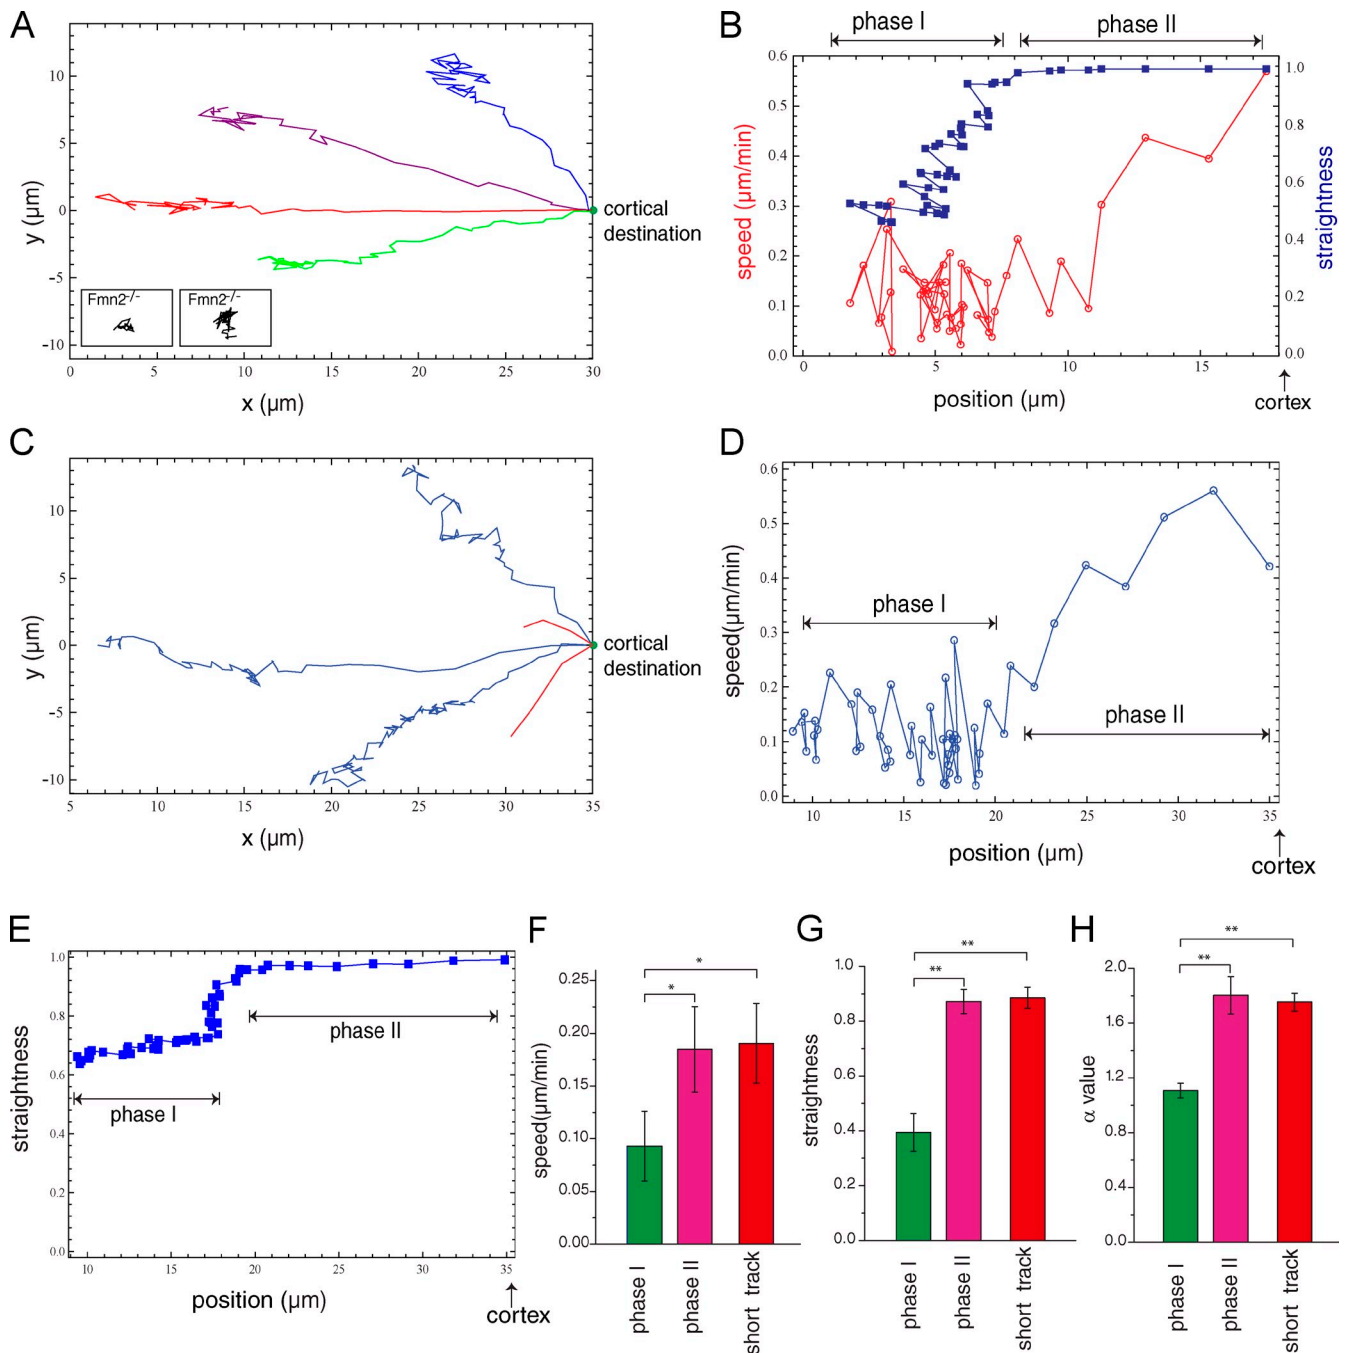 A
10
5
0
-5
-10
y (μm)
0
5
10
15
20
25
30
x (μm)
cortical
destination
Fmn2-/-
Fmn2-/-
B
phase I
phase II
0.6
0.5
0.4
0.3
0.2
0.1
0.0
speed (μm/min)
1.0
0.8
0.6
0.4
0.2
0.0
straightness
0
5
10
15
position (μm)
cortex
C
10
5
0
-5
-10
y (μm)
5
10
15
20
25
30
35
x (μm)
cortical
destination
D
0.6
0.5
0.4
0.3
0.2
0.1
0.0
speed(μm/min)
phase I
phase II
10
15
20
25
30
35
position (μm)
cortex
E
1.0
0.8
0.6
0.4
0.2
0.0
straightness
phase II
phase I
10
15
20
25
30
35
position (μm)
cortex
F
*
*
0.25
0.20
0.15
0.10
0.05
0.00
speed(μm/min)
phase I
phase II
short track
G
**
**
1.0
0.8
0.6
0.4
0.2
0.0
straightness
phase I
phase II
short track
H
**
**
2.0
1.6
1.2
0.8
0.4
0.0
α value
phase I
phase II
short track